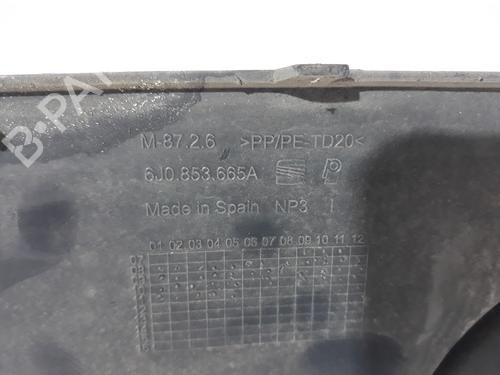 M-87.2.6 >PP/PE-TD20<
6J0.853.665A
Made in Spain NP3 I
01 02 03 04 05 06 07 08 09 10 11 12
07